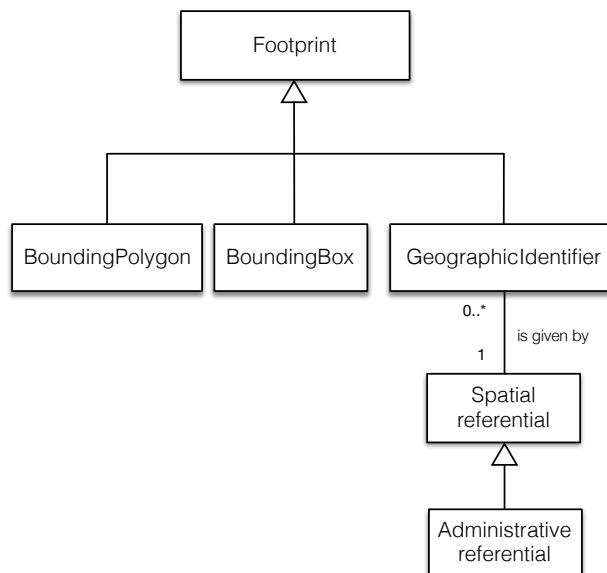 Footprint
BoundingPolygon
BoundingBox
GeographicIdentifier
0..*
is given by
1
Spatial
referential
Administrative
referential